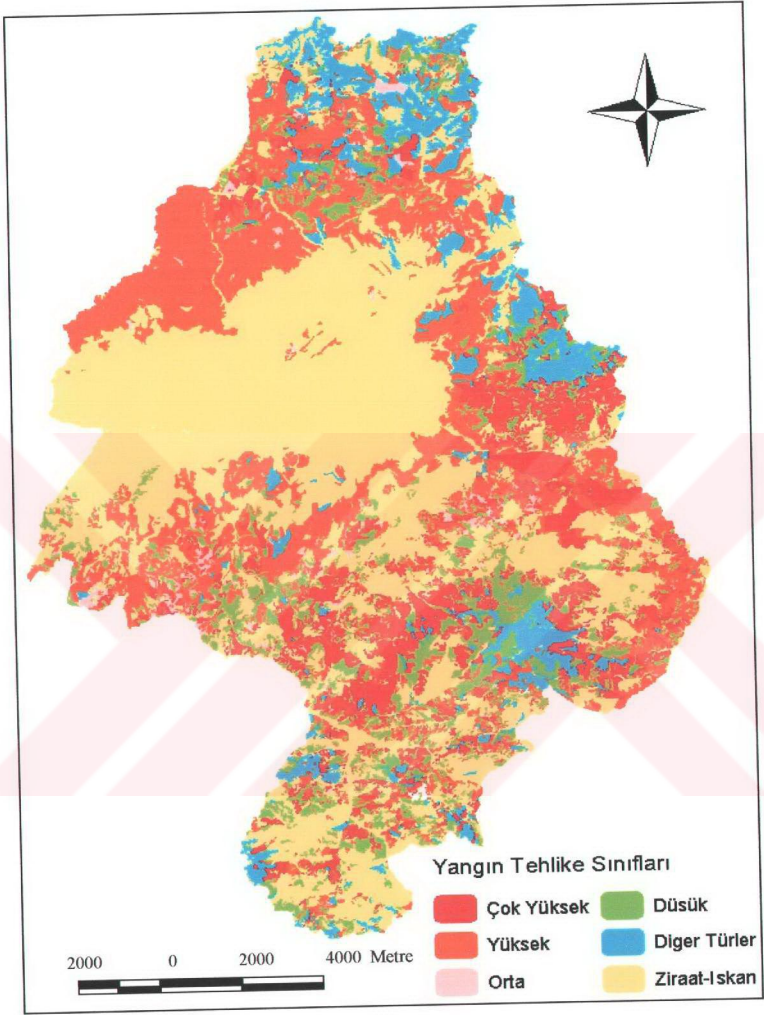 Yangın Tehlike Sınıfları
Çok Yüksek
Düsük
Yüksek
Diger Türler
Orta
Ziraat-Iskan
2000 0 2000 4000 Metre